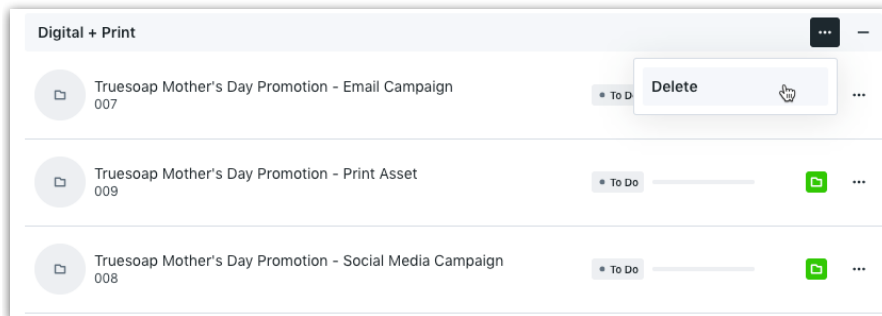 Digital + Print
Truesoap Mother's Day Promotion - Email Campaign
007
To D
Delete
Truesoap Mother's Day Promotion - Print Asset
009
To Do
Truesoap Mother's Day Promotion - Social Media Campaign
008
To Do